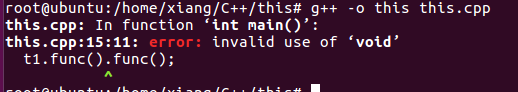 root@ubuntu:/home/xiang/C++/this# g++ -o this this.cpp
this.cpp: In function ‘int main()’:
this.cpp:15:11: error: invalid use of ‘void’
t1.func().func();
^
root@ubuntu:/home/xiang/C++/this#